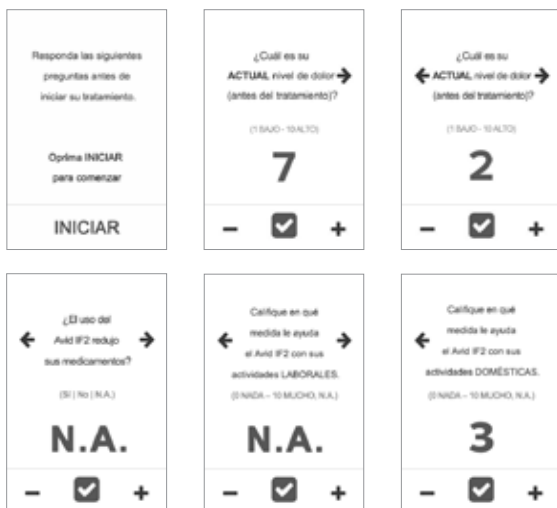 Responda las siguientes
preguntas antes de
iniciar su tratamiento.
Oprima INICIAR
para comenzar
INICIAR
¿Cuál es su
ACTUAL nivel de dolor
(antes del tratamiento)?
(1 BAJO - 10 ALTO)
7
¿Cuál es su
ACTUAL nivel de dolor
(antes del tratamiento)?
(1 BAJO - 10 ALTO)
2
¿El uso del
Avid IF2 redujo
sus medicamentos?
(SI | No | N.A.)
N.A.
Califique en qué
medida le ayuda
el Avid IF2 con sus
actividades LABORALES.
(0 NADA – 10 MUCHO, N.A.)
N.A.
Califique en qué
medida le ayuda
el Avid IF2 con sus
actividades DOMÉSTICAS.
(0 NADA – 10 MUCHO, N.A.)
3